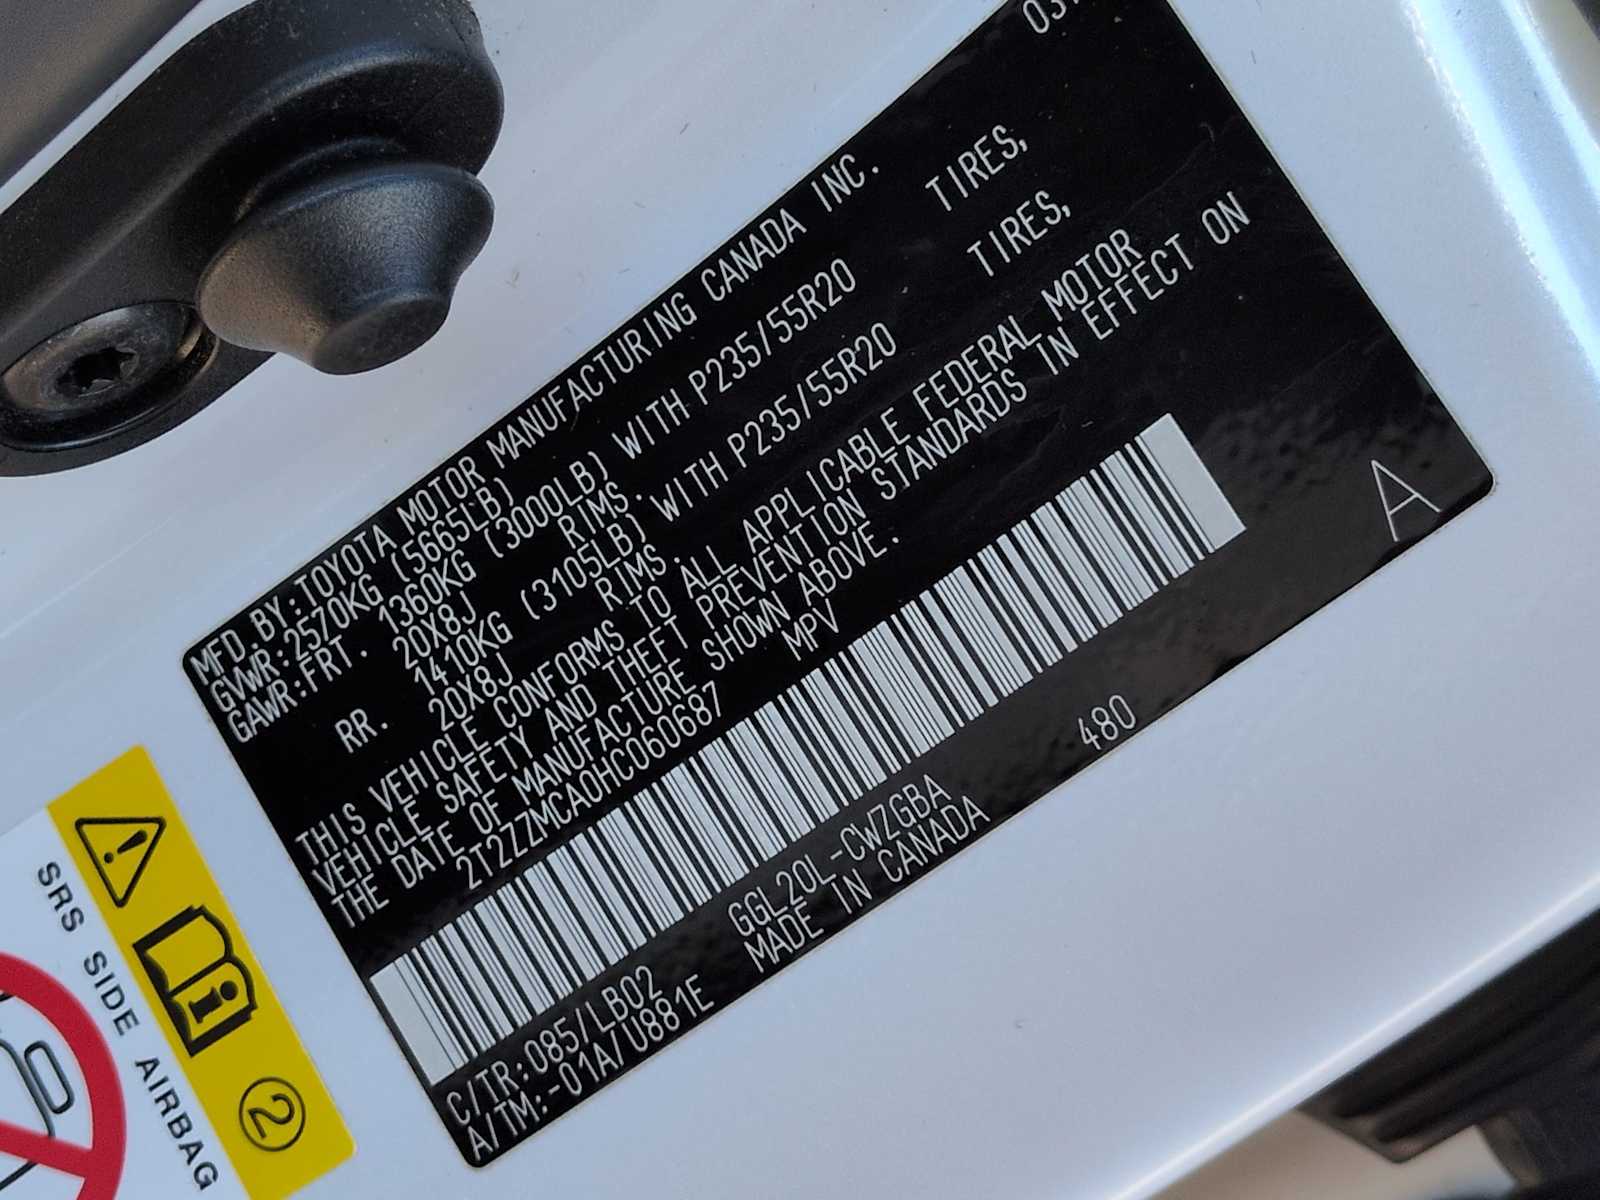 MFD. BY:TOYOTA MOTOR MANUFACTURING CANADA INC.
GVWR:2570KG (5665LB)
GAWR:FRT. 1360KG (3000LB) WITH P235/55R20 TIRES,
20X8J RIMS.
RR. 1410KG (3105LB) WITH P235/55R20 TIRES,
20X8J RIMS.
THIS VEHICLE CONFORMS TO ALL APPLICABLE FEDERAL MOTOR
VEHICLE SAFETY AND THEFT PREVENTION STANDARDS IN EFFECT ON
THE DATE OF MANUFACTURE SHOWN ABOVE.
2T2ZZMCA0HC060687 MPV
C/TR:085/LB02 GGL20L-CWZGBA 480
A/TM:-01A/U881E MADE IN CANADA
A
SRS SIDE AIRBAG
2